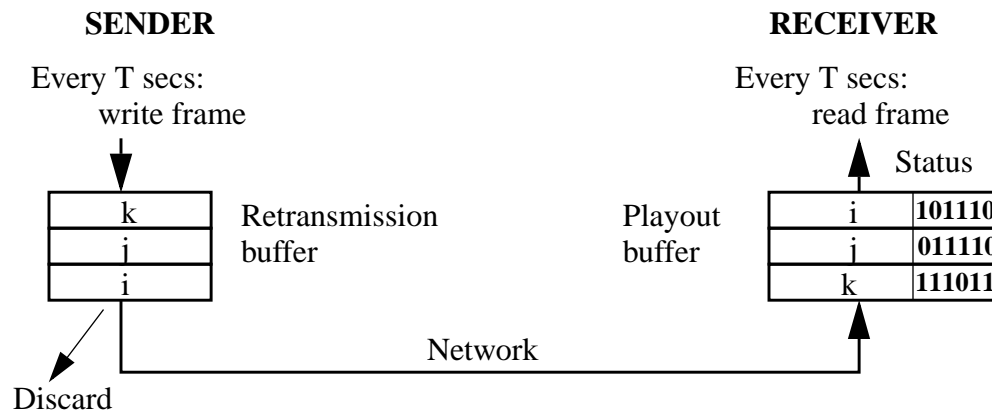 SENDER
RECEIVER
Every T secs:
write frame
Every T secs:
read frame
Status
k
j
i
Retransmission
buffer
Playout
buffer
i
101110
j
011110
k
111011
Network
Discard